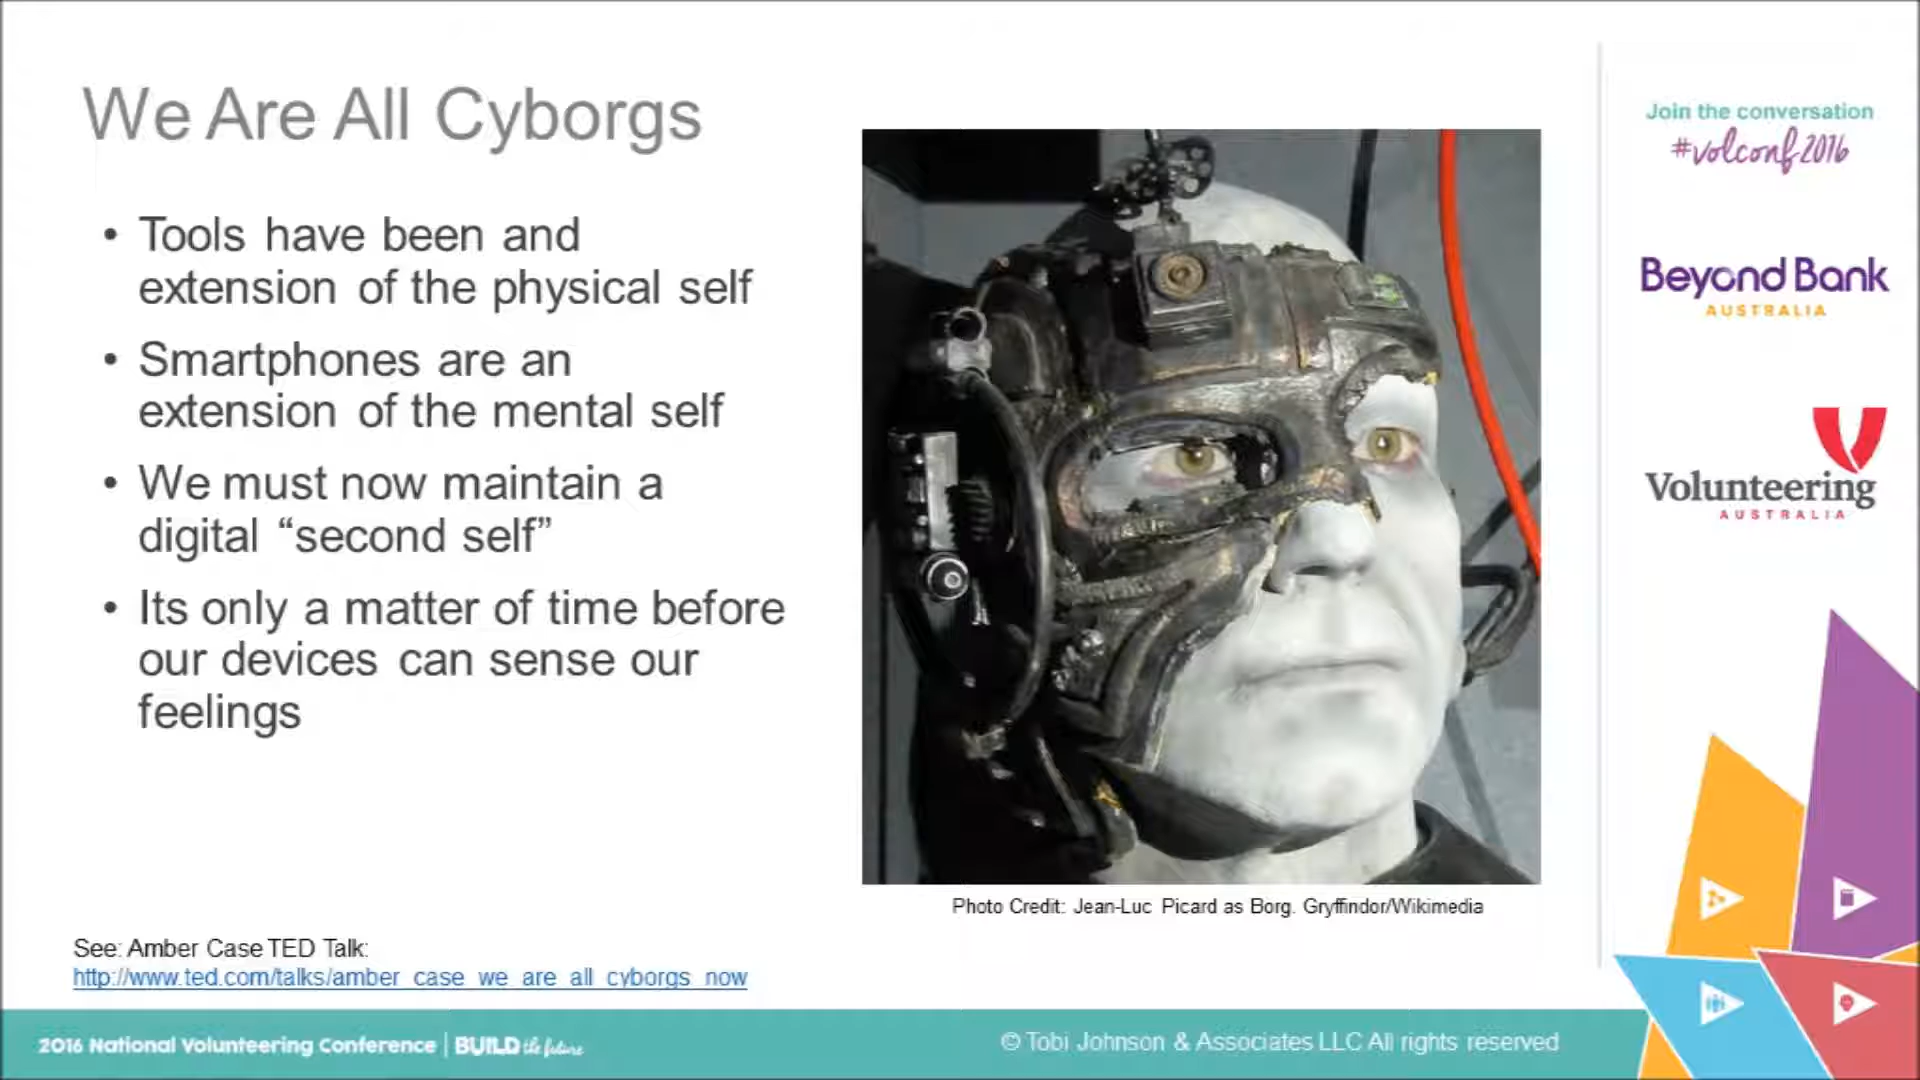 We Are All Cyborgs
• Tools have been and
extension of the physical self
• Smartphones are an
extension of the mental self
• We must now maintain a
digital “second self”
• Its only a matter of time before
our devices can sense our
feelings
Photo Credit: Jean-Luc Picard as Borg. Gryffindor/Wikimedia
See: Amber Case TED Talk:
http://www.ted.com/talks/amber_case_we_are_all_cyborgs_now
Join the conversation
#volconf2016
Beyond Bank
AUSTRALIA
Volunteering
AUSTRALIA
2016 National Volunteering Conference | BUILD the future
© Tobi Johnson & Associates LLC All rights reserved